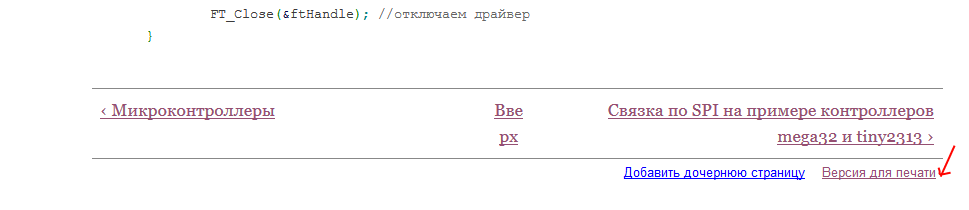 FT_Close(&ftHandle); //отключаем драйвер
}
‹ Микроконтроллеры
Вве
рх
Связка по SPI на примере контроллеров
mega32 и tiny2313 ›
Добавить дочернюю страницу Версия для печати